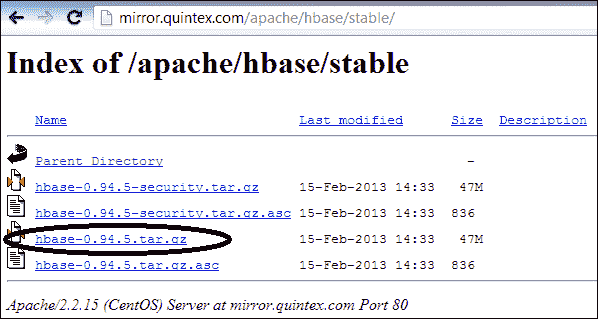 mirror.quintex.com/apache/hbase/stable/
Index of /apache/hbase/stable
Name Last modified Size Description
Parent Directory -
hbase-0.94.5-security.tar.gz 15-Feb-2013 14:33 47M
hbase-0.94.5-security.tar.gz.asc 15-Feb-2013 14:33 836
hbase-0.94.5.tar.gz 15-Feb-2013 14:33 47M
hbase-0.94.5.tar.gz.asc 15-Feb-2013 14:33 836
Apache/2.2.15 (CentOS) Server at mirror.quintex.com Port 80